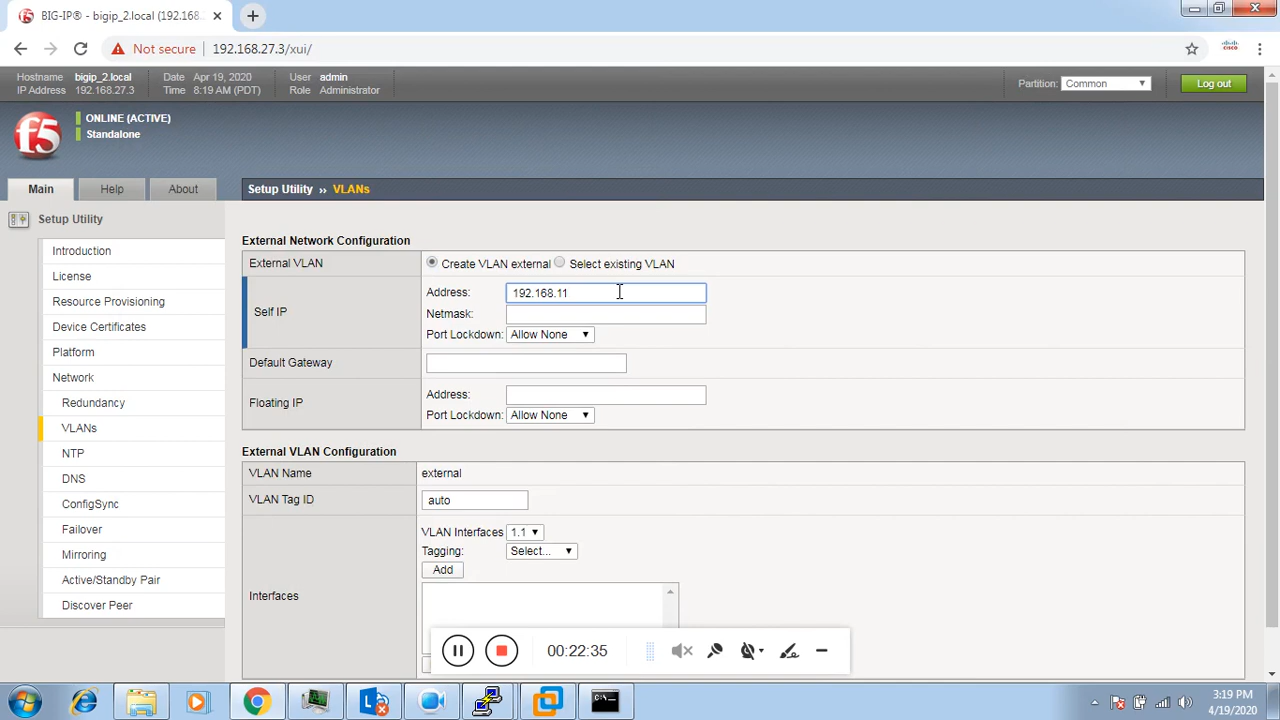 BIG-IP® - bigip_2.local (192.168.
Not secure 192.168.27.3/xui/
Hostname bigip_2.local Date Apr 19, 2020 User admin
IP Address 192.168.27.3 Time 8:19 AM (PDT) Role Administrator
Partition: Common Log out
ONLINE (ACTIVE)
Standalone
f5
Main Help About Setup Utility ›› VLANs
Setup Utility
Introduction
License
Resource Provisioning
Device Certificates
Platform
Network
Redundancy
VLANs
NTP
DNS
ConfigSync
Failover
Mirroring
Active/Standby Pair
Discover Peer
External Network Configuration
External VLAN Create VLAN external Select existing VLAN
Self IP
Address: 192.168.11
Netmask:
Port Lockdown: Allow None
Default Gateway
Floating IP
Address:
Port Lockdown: Allow None
External VLAN Configuration
VLAN Name external
VLAN Tag ID auto
Interfaces
VLAN Interfaces 1.1
Tagging: Select...
Add
00:22:35
3:19 PM
4/19/2020